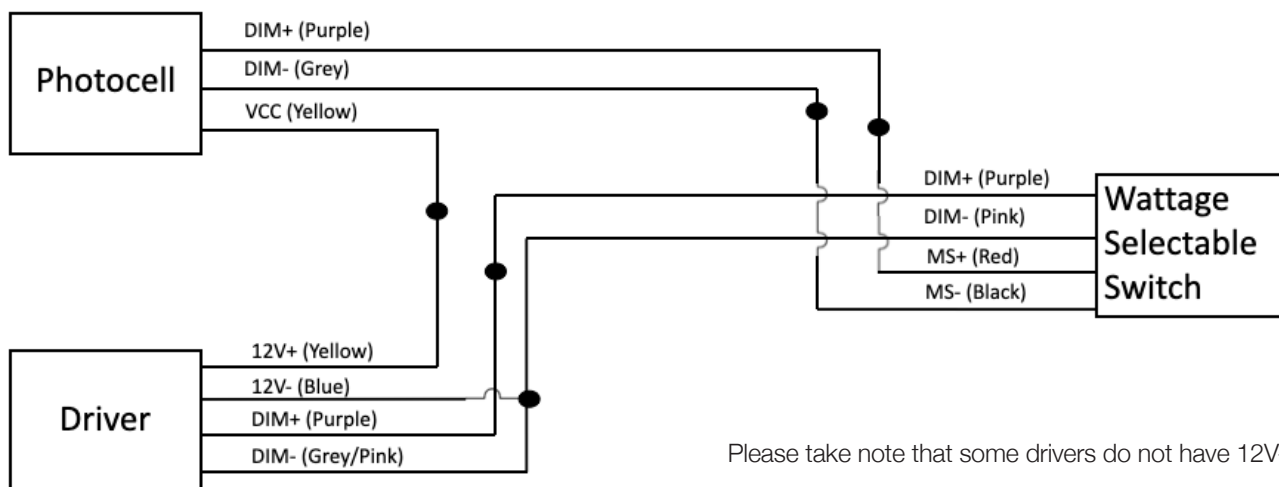 Photocell
DIM+ (Purple)
DIM- (Grey)
VCC (Yellow)
DIM+ (Purple)
DIM- (Pink)
MS+ (Red)
MS- (Black)
Wattage
Selectable
Switch
Driver
12V+ (Yellow)
12V- (Blue)
DIM+ (Purple)
DIM- (Grey/Pink)
Please take note that some drivers do not have 12V-